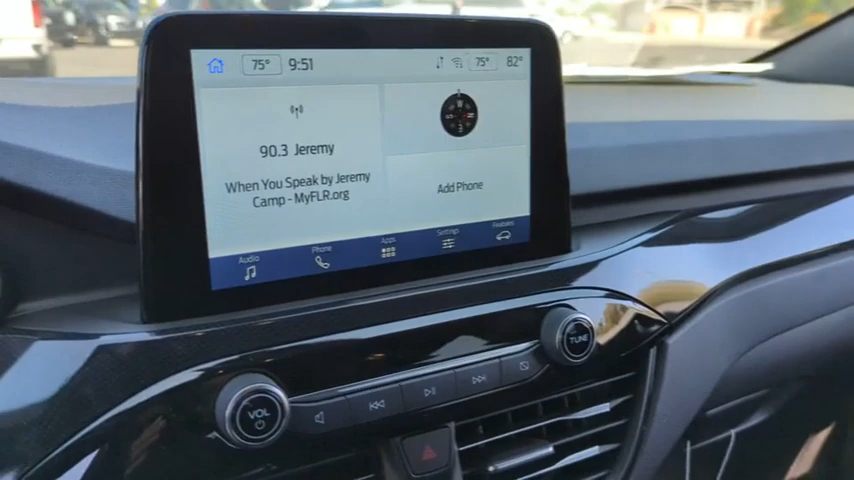 75° 9:51 75° 82°
90.3 Jeremy
When You Speak by Jeremy
Camp - MyFLR.org
Add Phone
Audio Phone Apps Settings Features
VOL
TUNE